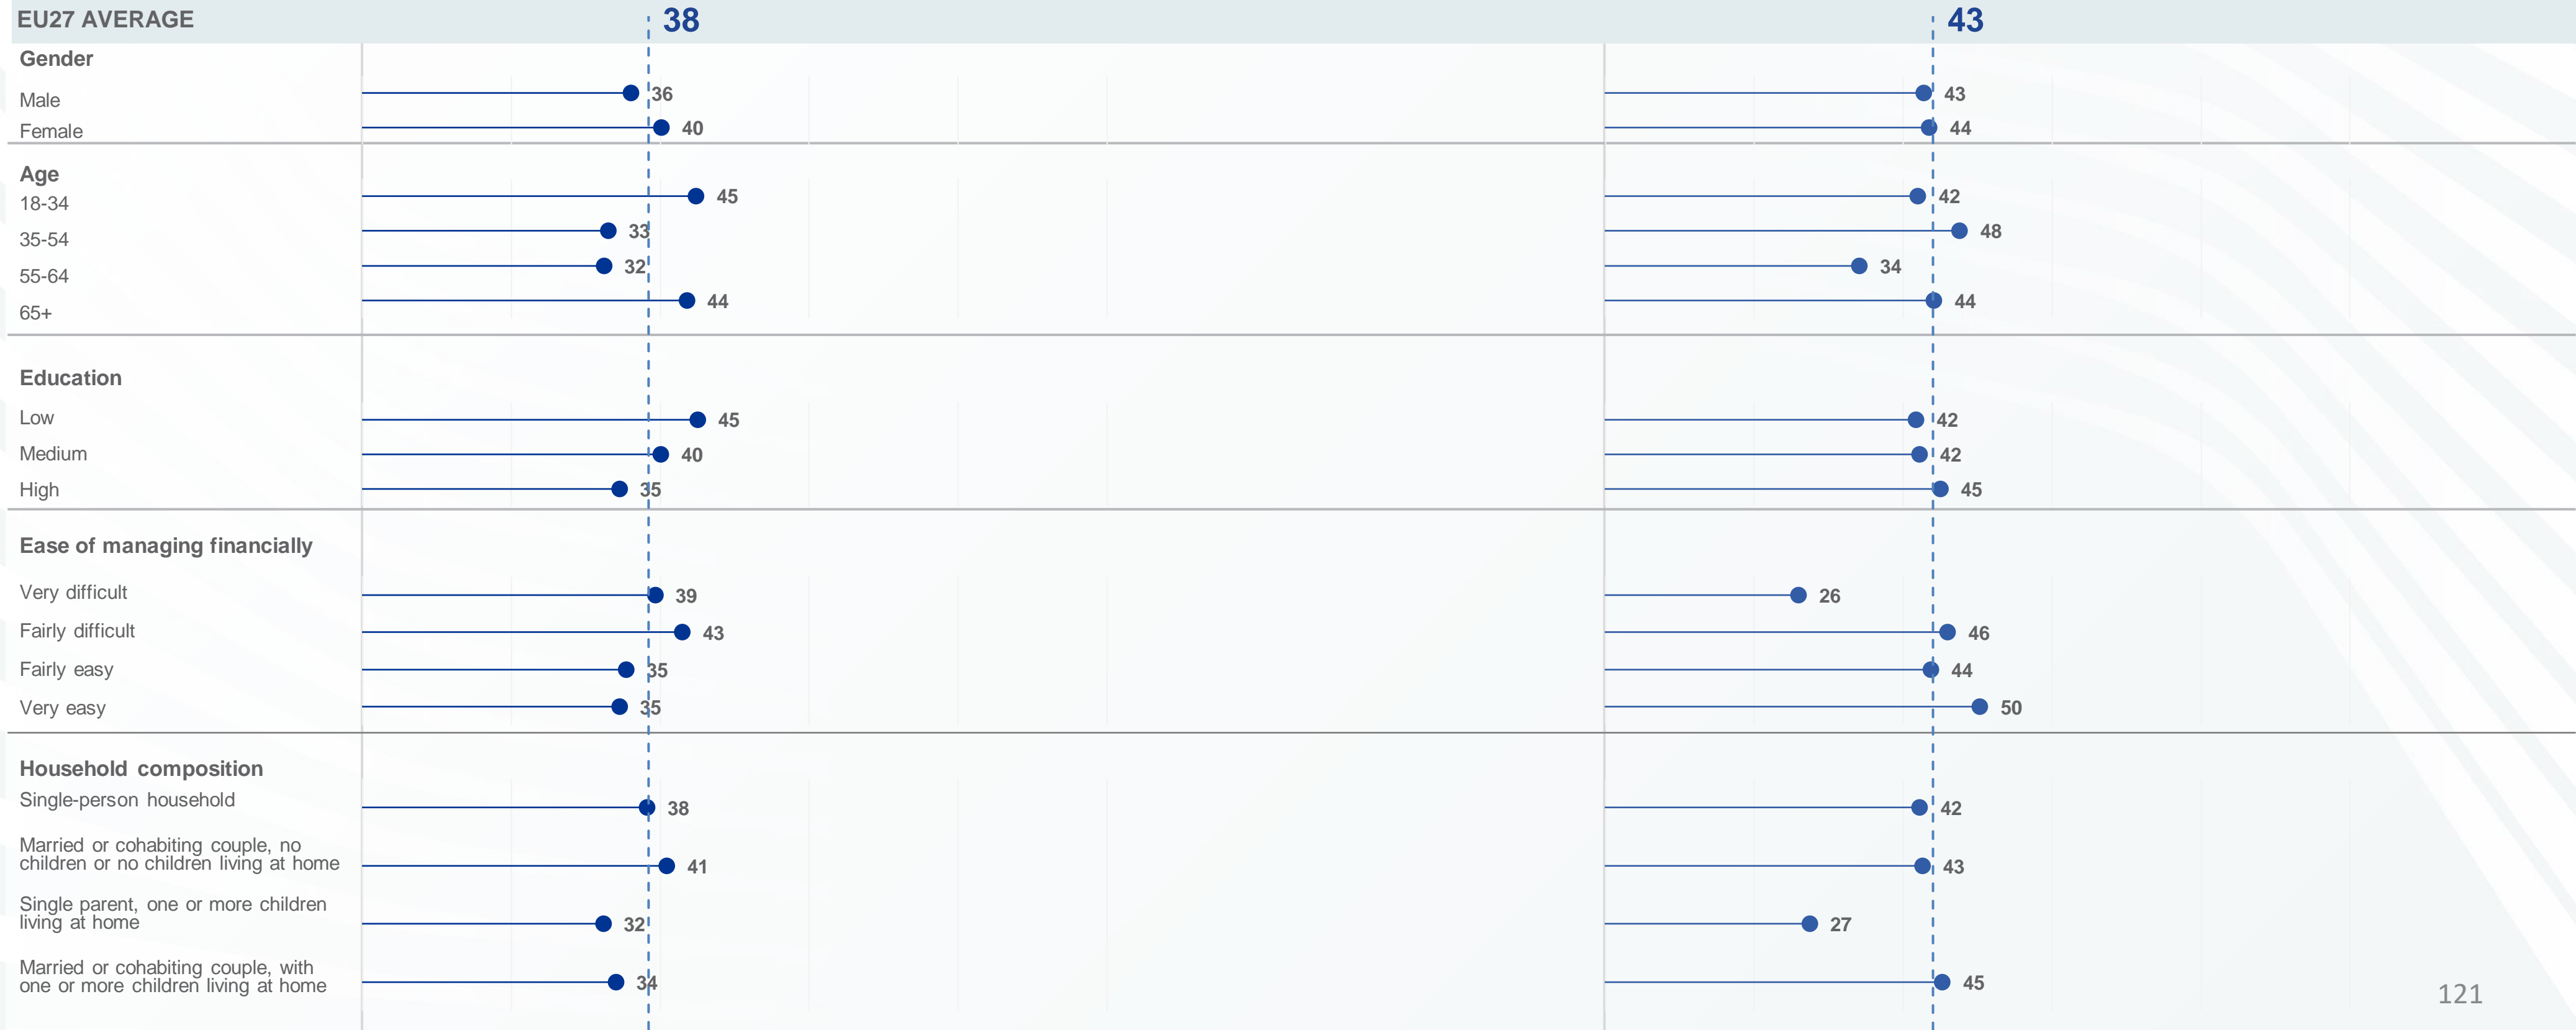 EU27 AVERAGE 38 43
Gender
Male 36 43
Female 40 44
Age
18-34 45 42
35-54 33 48
55-64 32 34
65+ 44 44
Education
Low 45 42
Medium 40 42
High 35 45
Ease of managing financially
Very difficult 39 26
Fairly difficult 43 46
Fairly easy 35 44
Very easy 35 50
Household composition
Single-person household 38 42
Married or cohabiting couple, no
children or no children living at home 41 43
Single parent, one or more children
living at home 32 27
Married or cohabiting couple, with
one or more children living at home 34 45
121